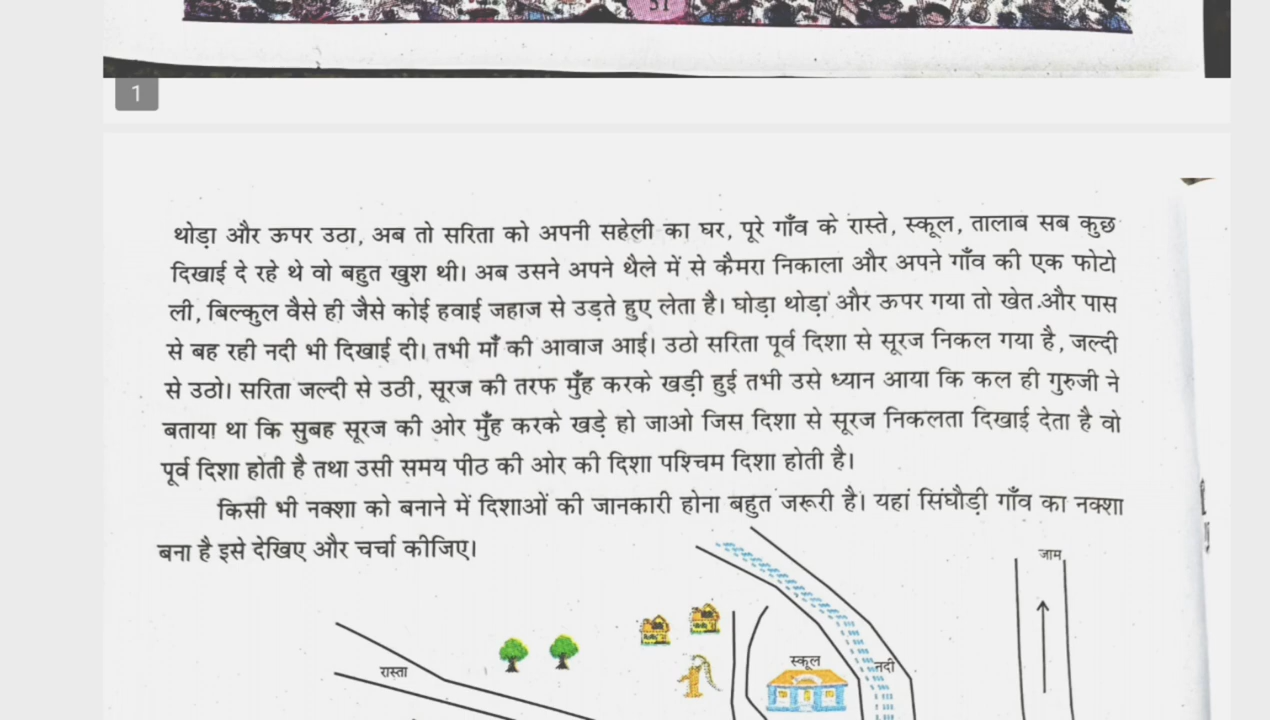 51
1
थोड़ा और ऊपर उठा, अब तो सरिता को अपनी सहेली का घर, पूरे गाँव के रास्ते, स्कूल, तालाब सब कुछ
दिखाई दे रहे थे वो बहुत खुश थी। अब उसने अपने थैले में से कैमरा निकाला और अपने गाँव की एक फोटो
ली, बिल्कुल वैसे ही जैसे कोई हवाई जहाज से उड़ते हुए लेता है। घोड़ा थोड़ा और ऊपर गया तो खेत और पास
से बह रही नदी भी दिखाई दी। तभी माँ की आवाज आई। उठो सरिता पूर्व दिशा से सूरज निकल गया है, जल्दी
से उठो। सरिता जल्दी से उठी, सूरज की तरफ मुँह करके खड़ी हुई तभी उसे ध्यान आया कि कल ही गुरुजी ने
बताया था कि सुबह सूरज की ओर मुँह करके खड़े हो जाओ जिस दिशा से सूरज निकलता दिखाई देता है वो
पूर्व दिशा होती है तथा उसी समय पीठ की ओर की दिशा पश्चिम दिशा होती है।
किसी भी नक्शा को बनाने में दिशाओं की जानकारी होना बहुत जरूरी है। यहां सिंघौड़ी गाँव का नक्शा
बना है इसे देखिए और चर्चा कीजिए।
जाम
रास्ता
स्कूल
नदी